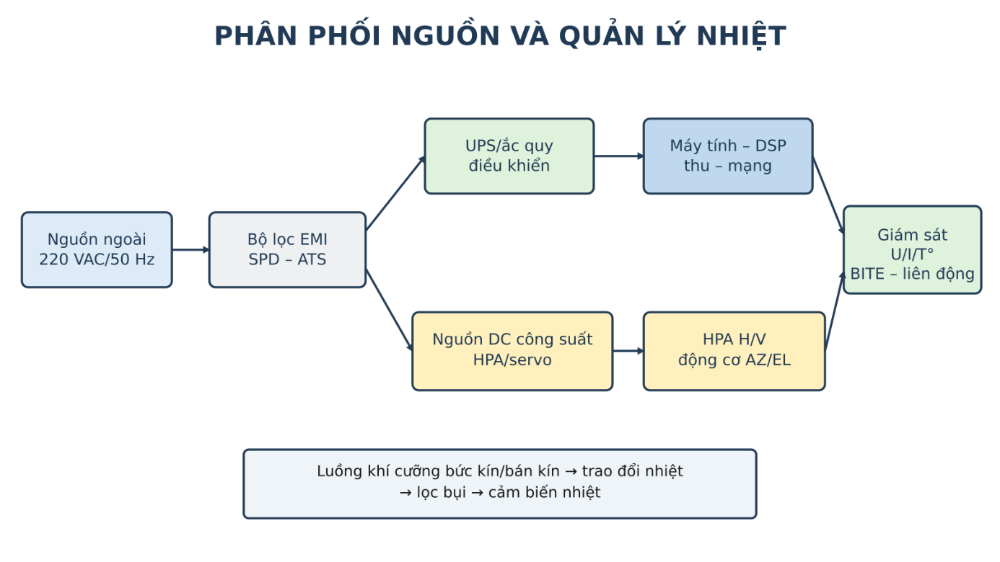 PHÂN PHỐI NGUỒN VÀ QUẢN LÝ NHIỆT
UPS/ắc quy
điều khiển
Máy tính – DSP
thu – mạng
Nguồn ngoài
220 VAC/50 Hz
Bộ lọc EMI
SPD – ATS
Giám sát
U/I/T°
BITE – liên động
Nguồn DC công suất
HPA/servo
HPA H/V
động cơ AZ/EL
Luồng khí cưỡng bức kín/bán kín → trao đổi nhiệt
→ lọc bụi → cảm biến nhiệt